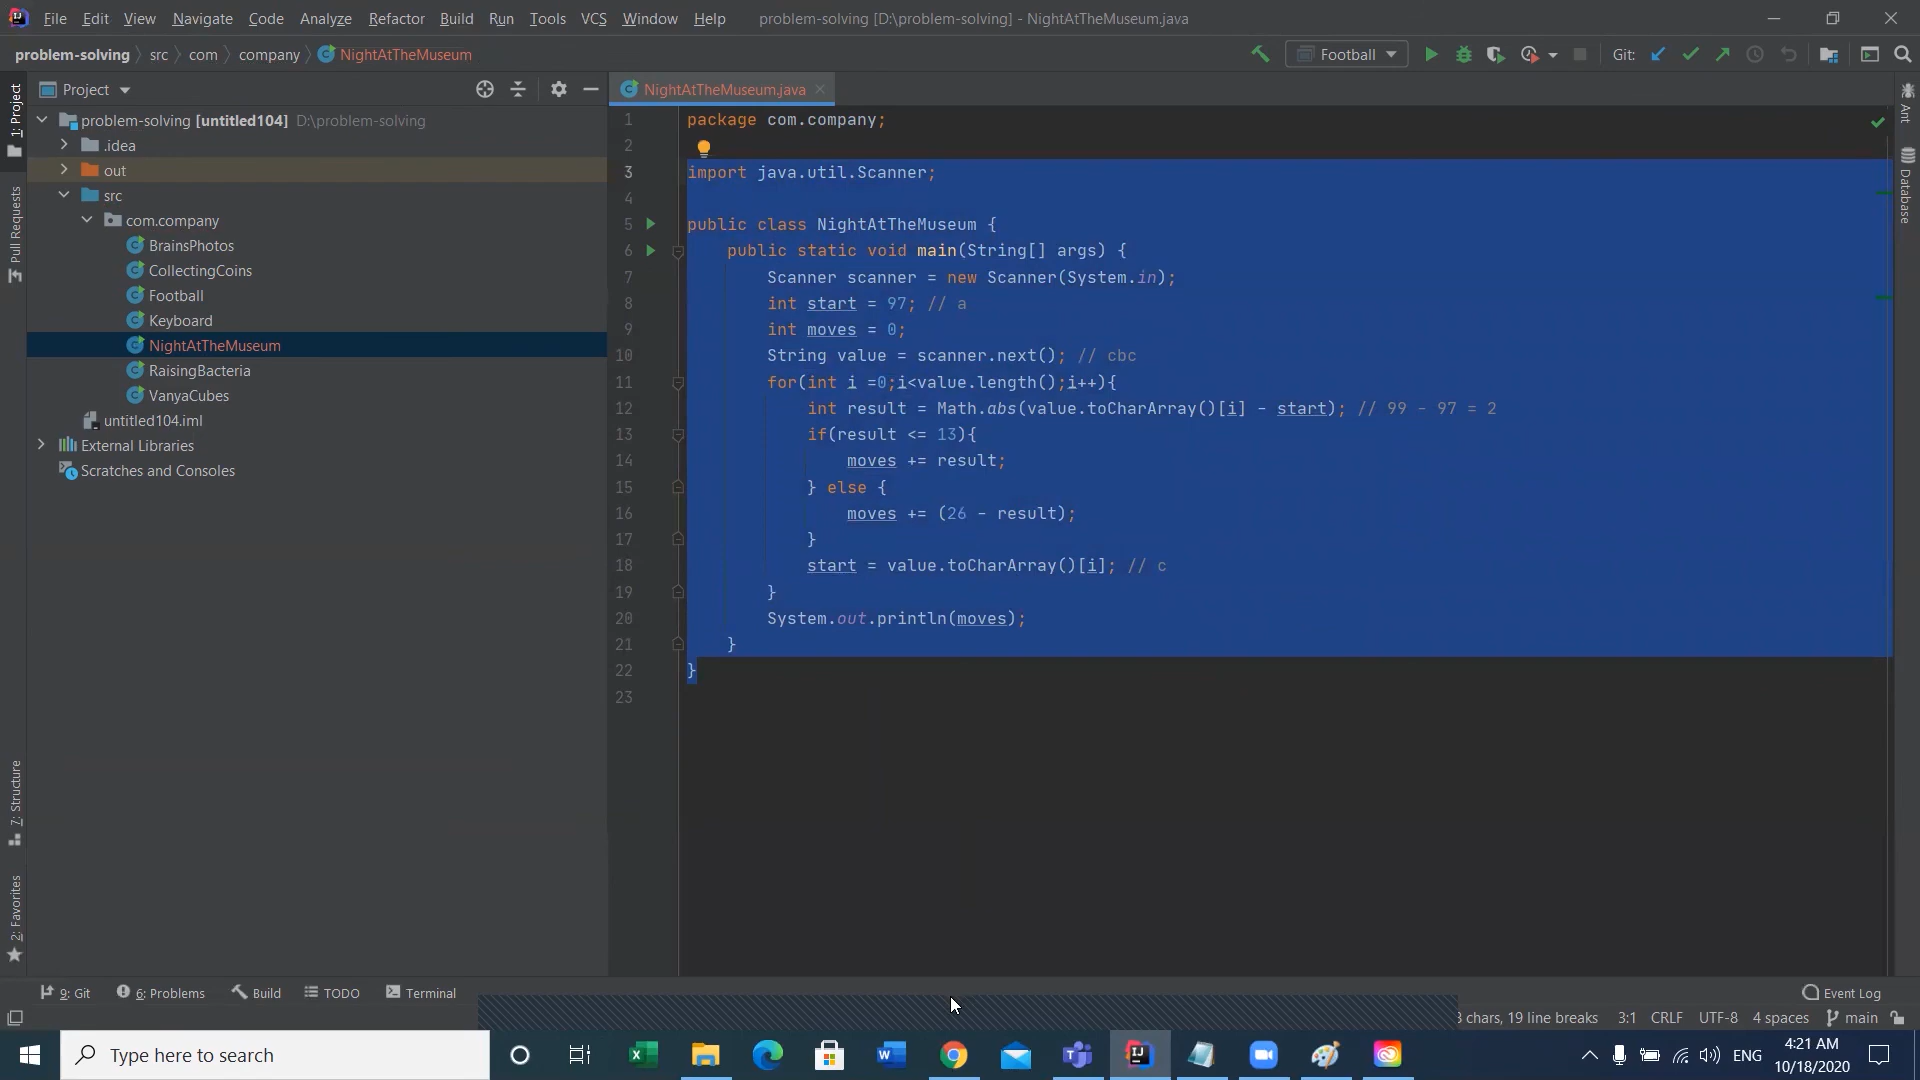 File Edit View Navigate Code Analyze Refactor Build Run Tools VCS Window Help problem-solving [D:\problem-solving] - NightAtTheMuseum.java
problem-solving src com company NightAtTheMuseum Football Git:
Project NightAtTheMuseum.java
problem-solving [untitled104] D:\problem-solving
.idea
out
src
com.company
BrainsPhotos
CollectingCoins
Football
Keyboard
NightAtTheMuseum
RaisingBacteria
VanyaCubes
untitled104.iml
External Libraries
Scratches and Consoles
1: Project
Pull Requests
7: Structure
2: Favorites
1 package com.company;
2
3 import java.util.Scanner;
4
5 public class NightAtTheMuseum {
6 public static void main(String[] args) {
7 Scanner scanner = new Scanner(System.in);
8 int start = 97; // a
9 int moves = 0;
10 String value = scanner.next(); // cbc
11 for(int i =0;i<value.length();i++){
12 int result = Math.abs(value.toCharArray()[i] - start); // 99 - 97 = 2
13 if(result <= 13){
14 moves += result;
15 } else {
16 moves += (26 - result);
17 }
18 start = value.toCharArray()[i]; // c
19 }
20 System.out.println(moves);
21 }
22 }
23
Ant
Database
9: Git 6: Problems Build TODO Terminal Event Log
chars, 19 line breaks 3:1 CRLF UTF-8 4 spaces main
Type here to search ENG 4:21 AM
10/18/2020